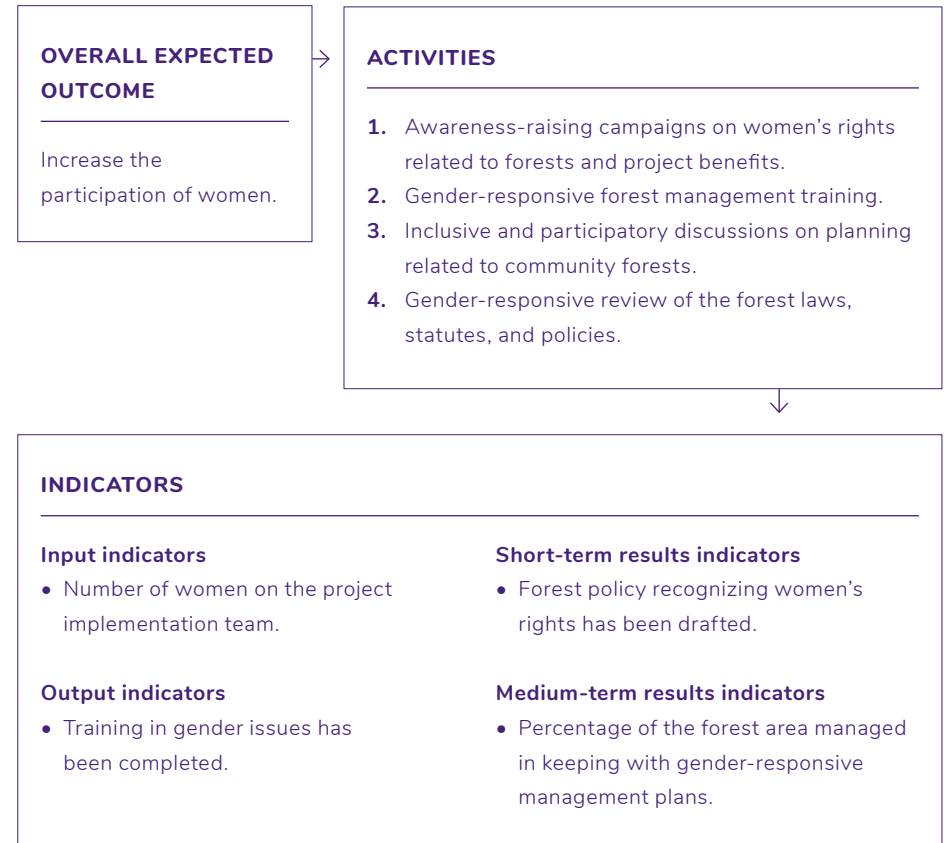 OVERALL EXPECTED
OUTCOME
Increase the
participation of women.
ACTIVITIES
1. Awareness-raising campaigns on women's rights
related to forests and project benefits.
2. Gender-responsive forest management training.
3. Inclusive and participatory discussions on planning
related to community forests.
4. Gender-responsive review of the forest laws,
statutes, and policies.
INDICATORS
Input indicators
• Number of women on the project
implementation team.
Output indicators
• Training in gender issues has
been completed.
Short-term results indicators
• Forest policy recognizing women's
rights has been drafted.
Medium-term results indicators
• Percentage of the forest area managed
in keeping with gender-responsive
management plans.